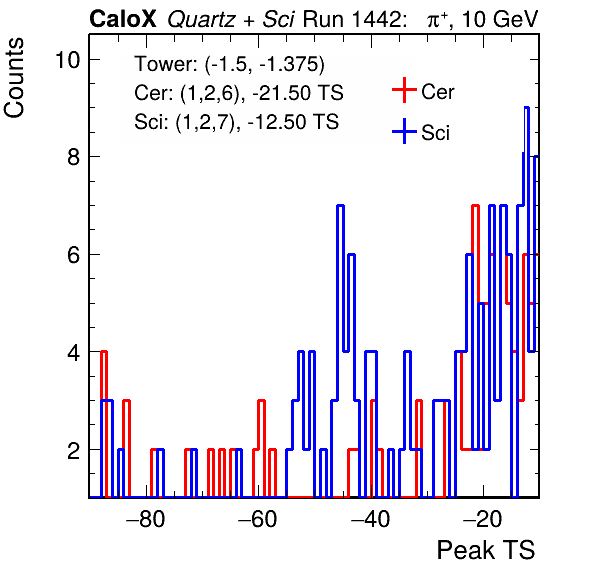 CaloX Quartz + Sci Run 1442: π⁺, 10 GeV
Counts
Tower: (-1.5, -1.375)
Cer: (1,2,6), -21.50 TS
Sci: (1,2,7), -12.50 TS
Cer
Sci
10
8
6
4
2
−80 −60 −40 −20
Peak TS